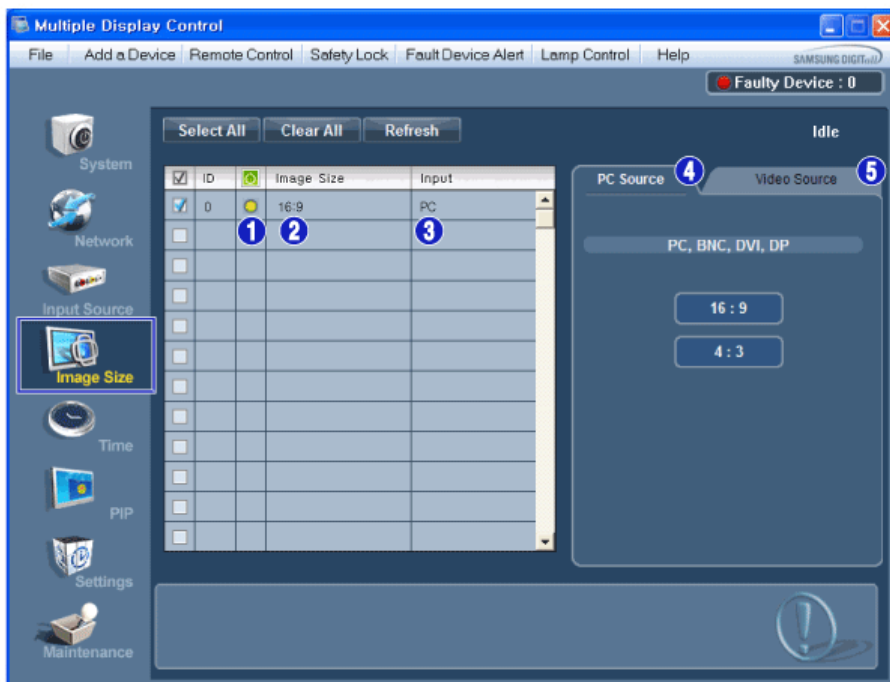 Multiple Display Control
File Add a Device Remote Control Safety Lock Fault Device Alert Lamp Control Help SAMSUNG DIGITall
Faulty Device : 0
Select All Clear All Refresh Idle
System
ID Image Size Input
0 16:9 PC
1 2 3
PC Source 4 Video Source 5
PC, BNC, DVI, DP
16 : 9
4 : 3
Network
Input Source
Image Size
Time
PIP
Settings
Maintenance